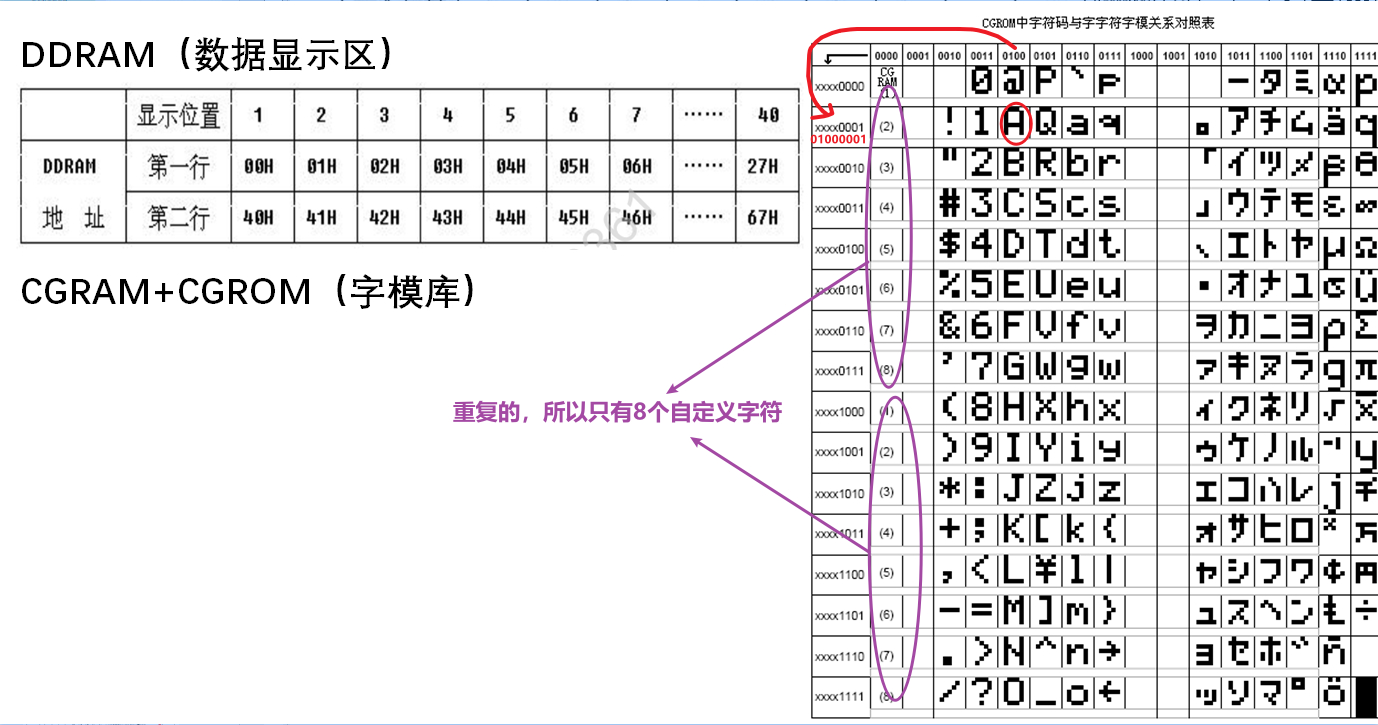 DDRAM（数据显示区）
显示位置 1 2 3 4 5 6 7 ······ 40
DDRAM 第一行 00H 01H 02H 03H 04H 05H 06H ······ 27H
地 址 第二行 40H 41H 42H 43H 44H 45H 46H ······ 67H
CGRAM+CGROM（字模库）
重复的，所以只有8个自定义字符
CGROM中字符码与字字符字模关系对照表
0000 0001 0010 0011 0100 0101 0110 0111 1000 1001 1010 1011 1100 1101 1110 1111
xxxx0000 CG RAM (1) 0 @ P ` p ー タ ミ α p
xxxx0001 (2) ! 1 A Q a q 。 ア チ ム ä q
01000001
xxxx0010 (3) " 2 B R b r 「 イ ツ メ β θ
xxxx0011 (4) # 3 C S c s 」 ウ テ モ ε ∞
xxxx0100 (5) $ 4 D T d t 、 エ ト ヤ μ Ω
xxxx0101 (6) % 5 E U e u ・ オ ナ ユ σ ü
xxxx0110 (7) & 6 F V f v ヲ カ ニ ヨ ρ Σ
xxxx0111 (8) ' 7 G W g w ァ キ ヌ ラ g π
xxxx1000 (1) ( 8 H X h x ィ ク ネ リ √ x̄
xxxx1001 (2) ) 9 I Y i y ゥ ケ ノ ル ⁻¹ y
xxxx1010 (3) * : J Z j z ェ コ ハ レ j 千
xxxx1011 (4) + ; K [ k { ォ サ ヒ ロ ˣ 万
xxxx1100 (5) , < L ¥ l | ャ シ フ ワ ¢ 円
xxxx1101 (6) - = M ] m } ュ ス ヘ ン ÷
xxxx1110 (7) . > N ^ n → ョ セ ホ ゛ ñ
xxxx1111 (8) / ? O _ o ← ッ ソ マ ゜ ö █